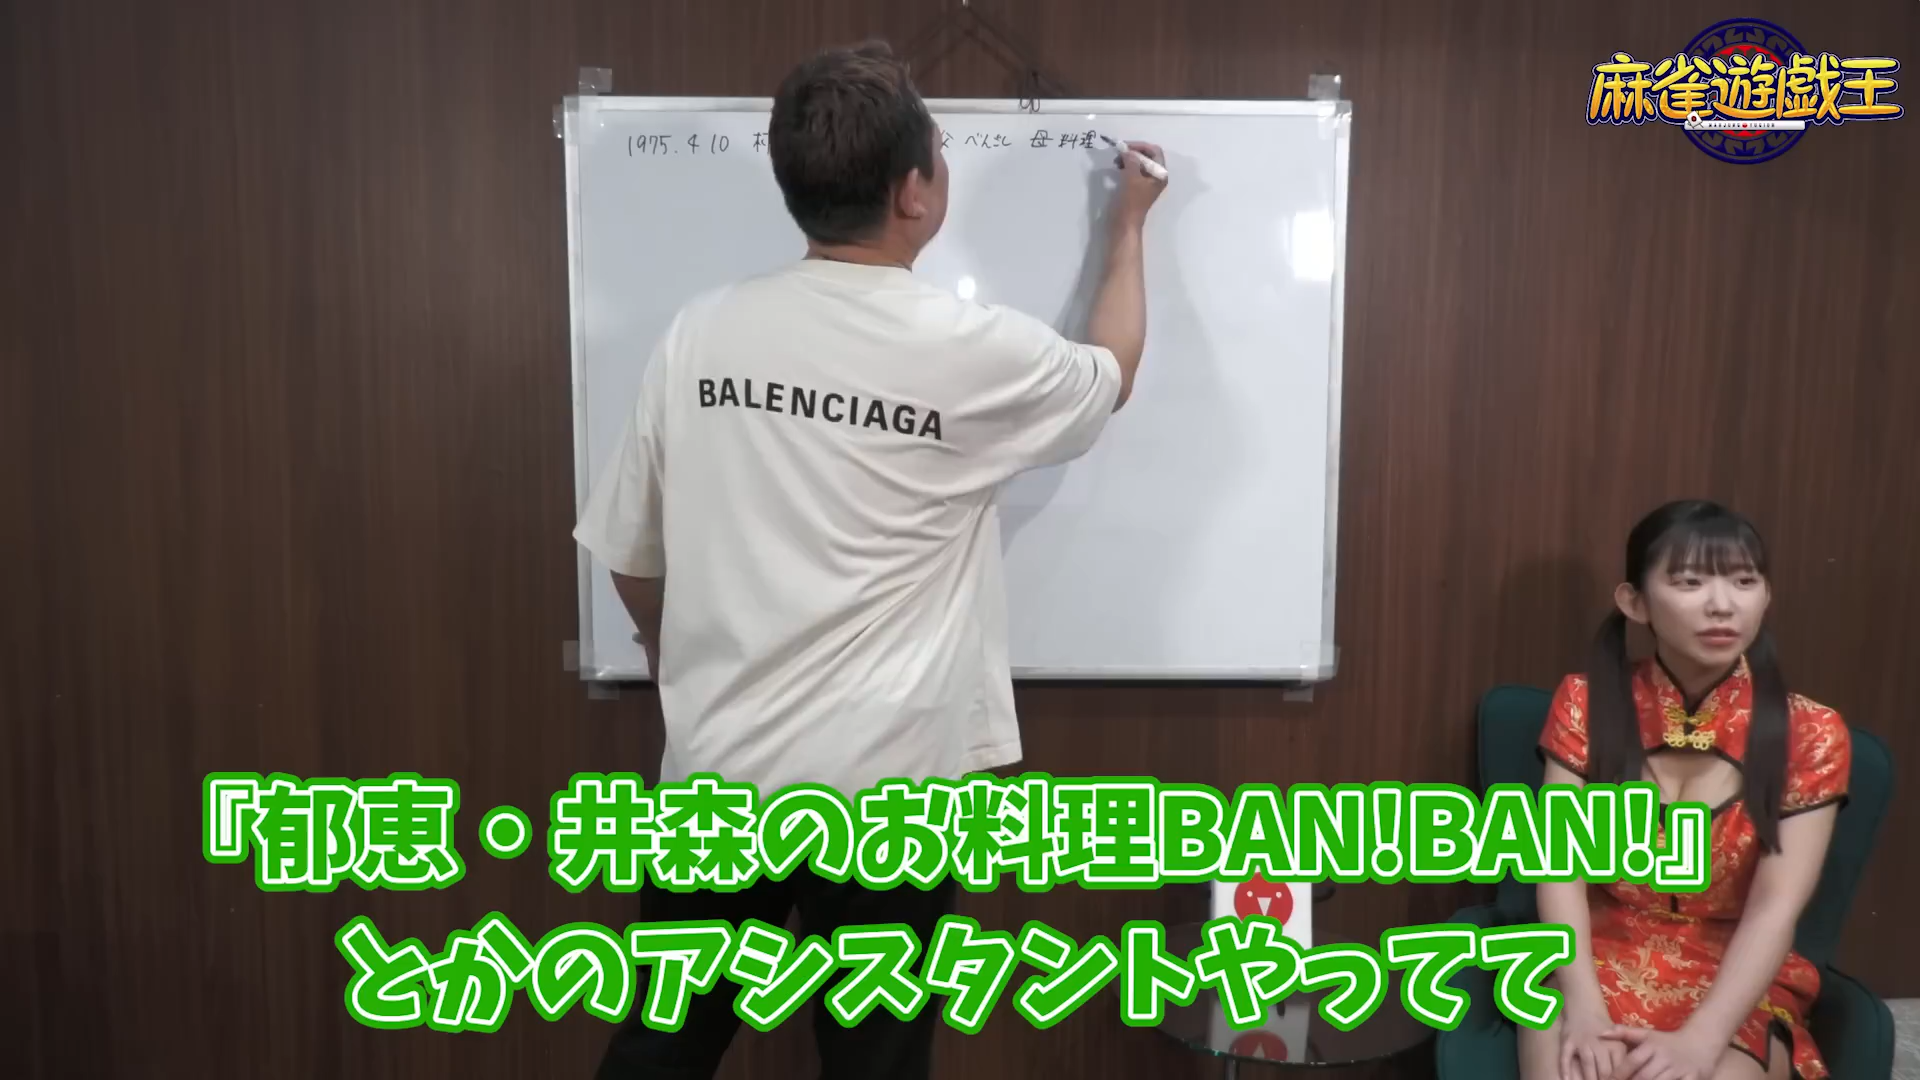 麻雀遊戯王
1975.4.10 村 父 べんごし 母 料理
BALENCIAGA
『郁恵・井森のお料理BAN!BAN!』
とかのアシスタントやってて